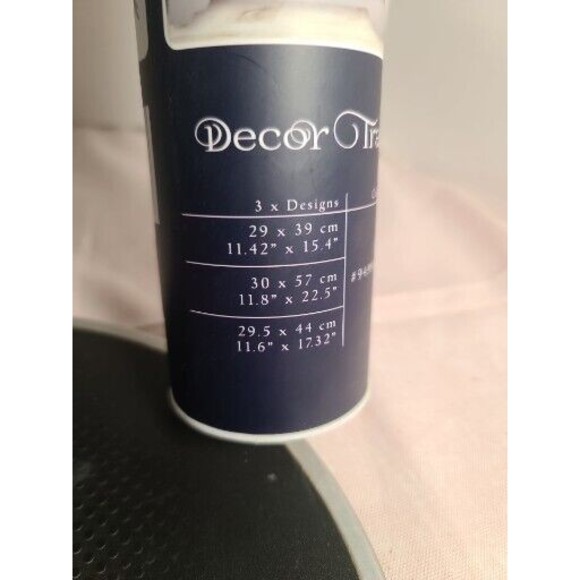 Decor Tra
3 x Designs
29 x 39 cm
11.42" x 15.4"
30 x 57 cm
11.8" x 22.5"
29.5 x 44 cm
11.6" x 17.32"